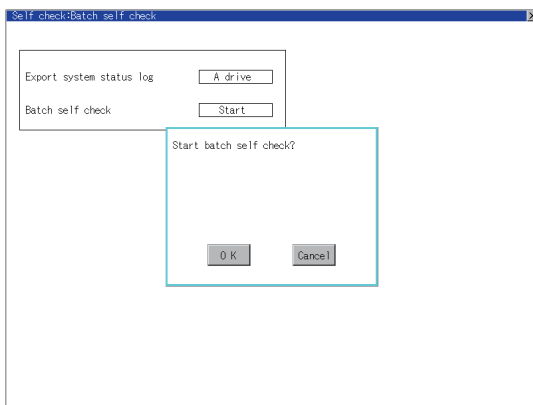 Self check:Batch self check
Export system status log A drive
Batch self check Start
Start batch self check?
OK Cancel